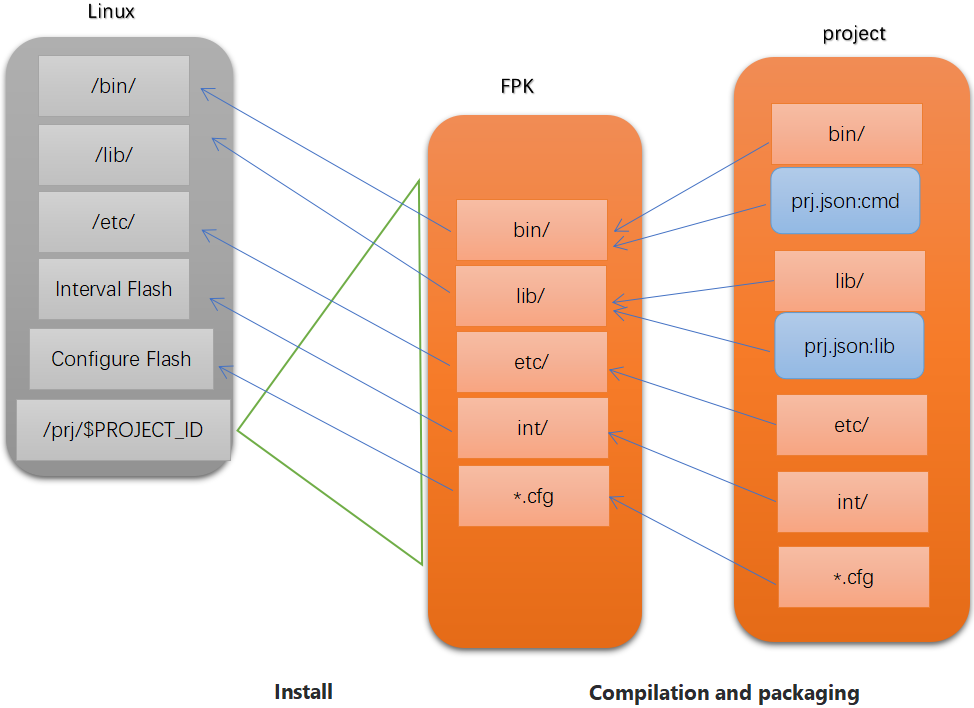 Linux
/bin/
/lib/
/etc/
Interval Flash
Configure Flash
/prj/$PROJECT_ID
FPK
bin/
lib/
etc/
int/
*.cfg
project
bin/
prj.json:cmd
lib/
prj.json:lib
etc/
int/
*.cfg
Install
Compilation and packaging